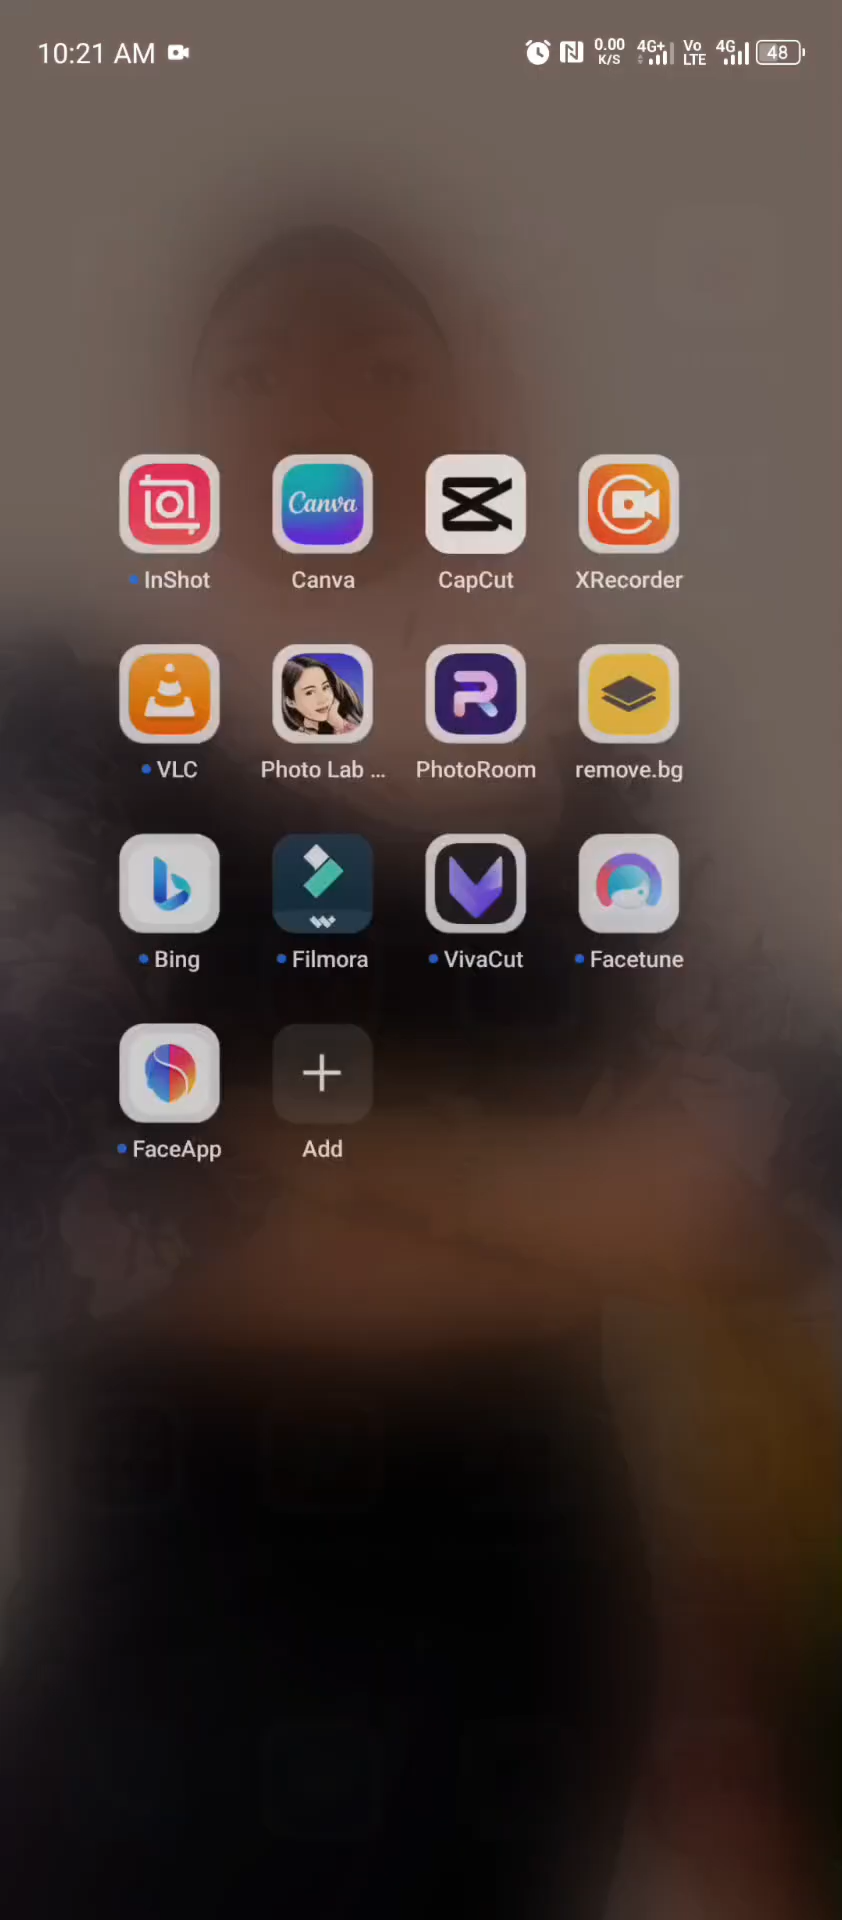 10:21 AM
0.00 K/S 4G+ Vo LTE 4G 48
Canva
InShot Canva CapCut XRecorder
VLC Photo Lab ... PhotoRoom remove.bg
Bing Filmora VivaCut Facetune
FaceApp Add